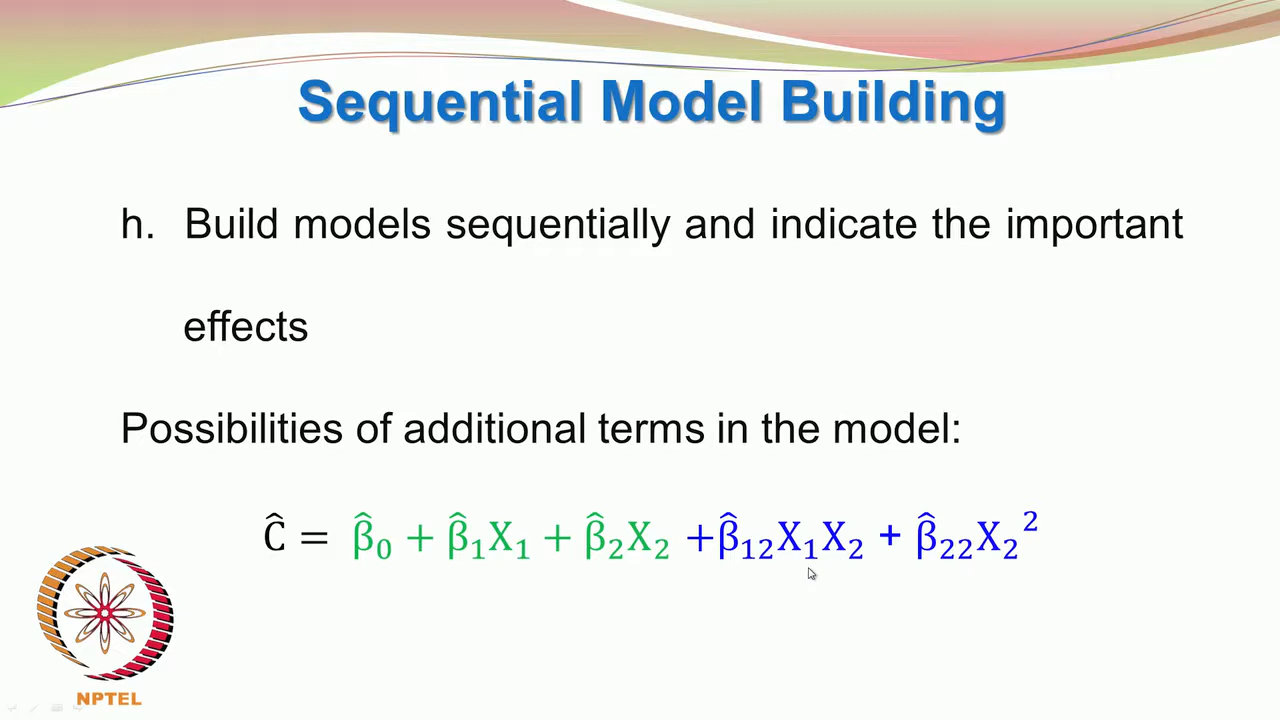 Sequential Model Building
h. Build models sequentially and indicate the important
effects
Possibilities of additional terms in the model:
Ĉ = β̂₀ + β̂₁X₁ + β̂₂X₂ +β̂₁₂X₁X₂ + β̂₂₂X₂²
NPTEL